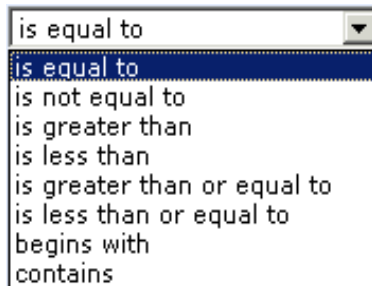 is equal to
is equal to
is not equal to
is greater than
is less than
is greater than or equal to
is less than or equal to
begins with
contains